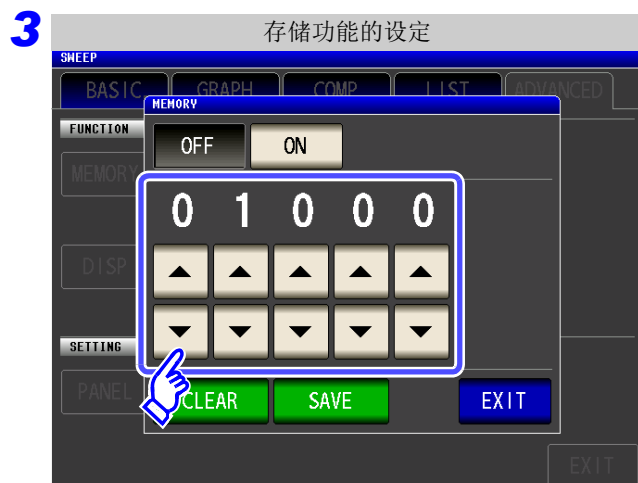 3
存储功能的设定
SWEEP
BASIC GRAPH COMP LIST ADVANCED
MEMORY
FUNCTION
OFF ON
MEMORY
0 1 0 0 0
DISP
SETTING
PANEL
CLEAR SAVE EXIT
EXIT